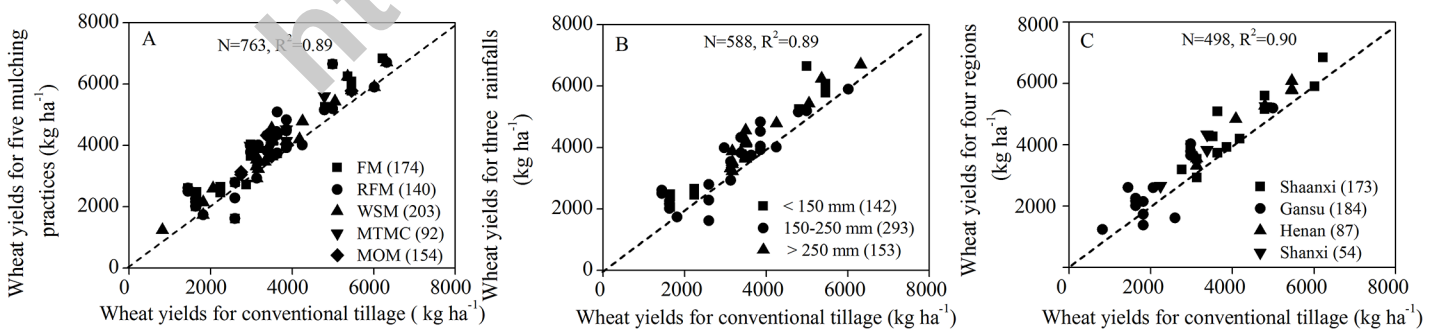 Wheat yields for five mulching
practices (kg ha-1)
8000
6000
4000
2000
0
A
N=763, R2=0.89
ht
FM (174)
RFM (140)
WSM (203)
MTMC (92)
MOM (154)
0 2000 4000 6000 8000
Wheat yields for conventional tillage ( kg ha-1)
Wheat yields for three rainfalls
(kg ha-1)
8000
6000
4000
2000
0
B
N=588, R2=0.89
< 150 mm (142)
150-250 mm (293)
> 250 mm (153)
0 2000 4000 6000 8000
Wheat yields for conventional tillage (kg ha-1)
Wheat yields for four regions
(kg ha-1)
8000
6000
4000
2000
0
C
N=498, R2=0.90
Shaanxi (173)
Gansu (184)
Henan (87)
Shanxi (54)
0 2000 4000 6000 8000
Wheat yields for conventional tillage (kg ha-1)